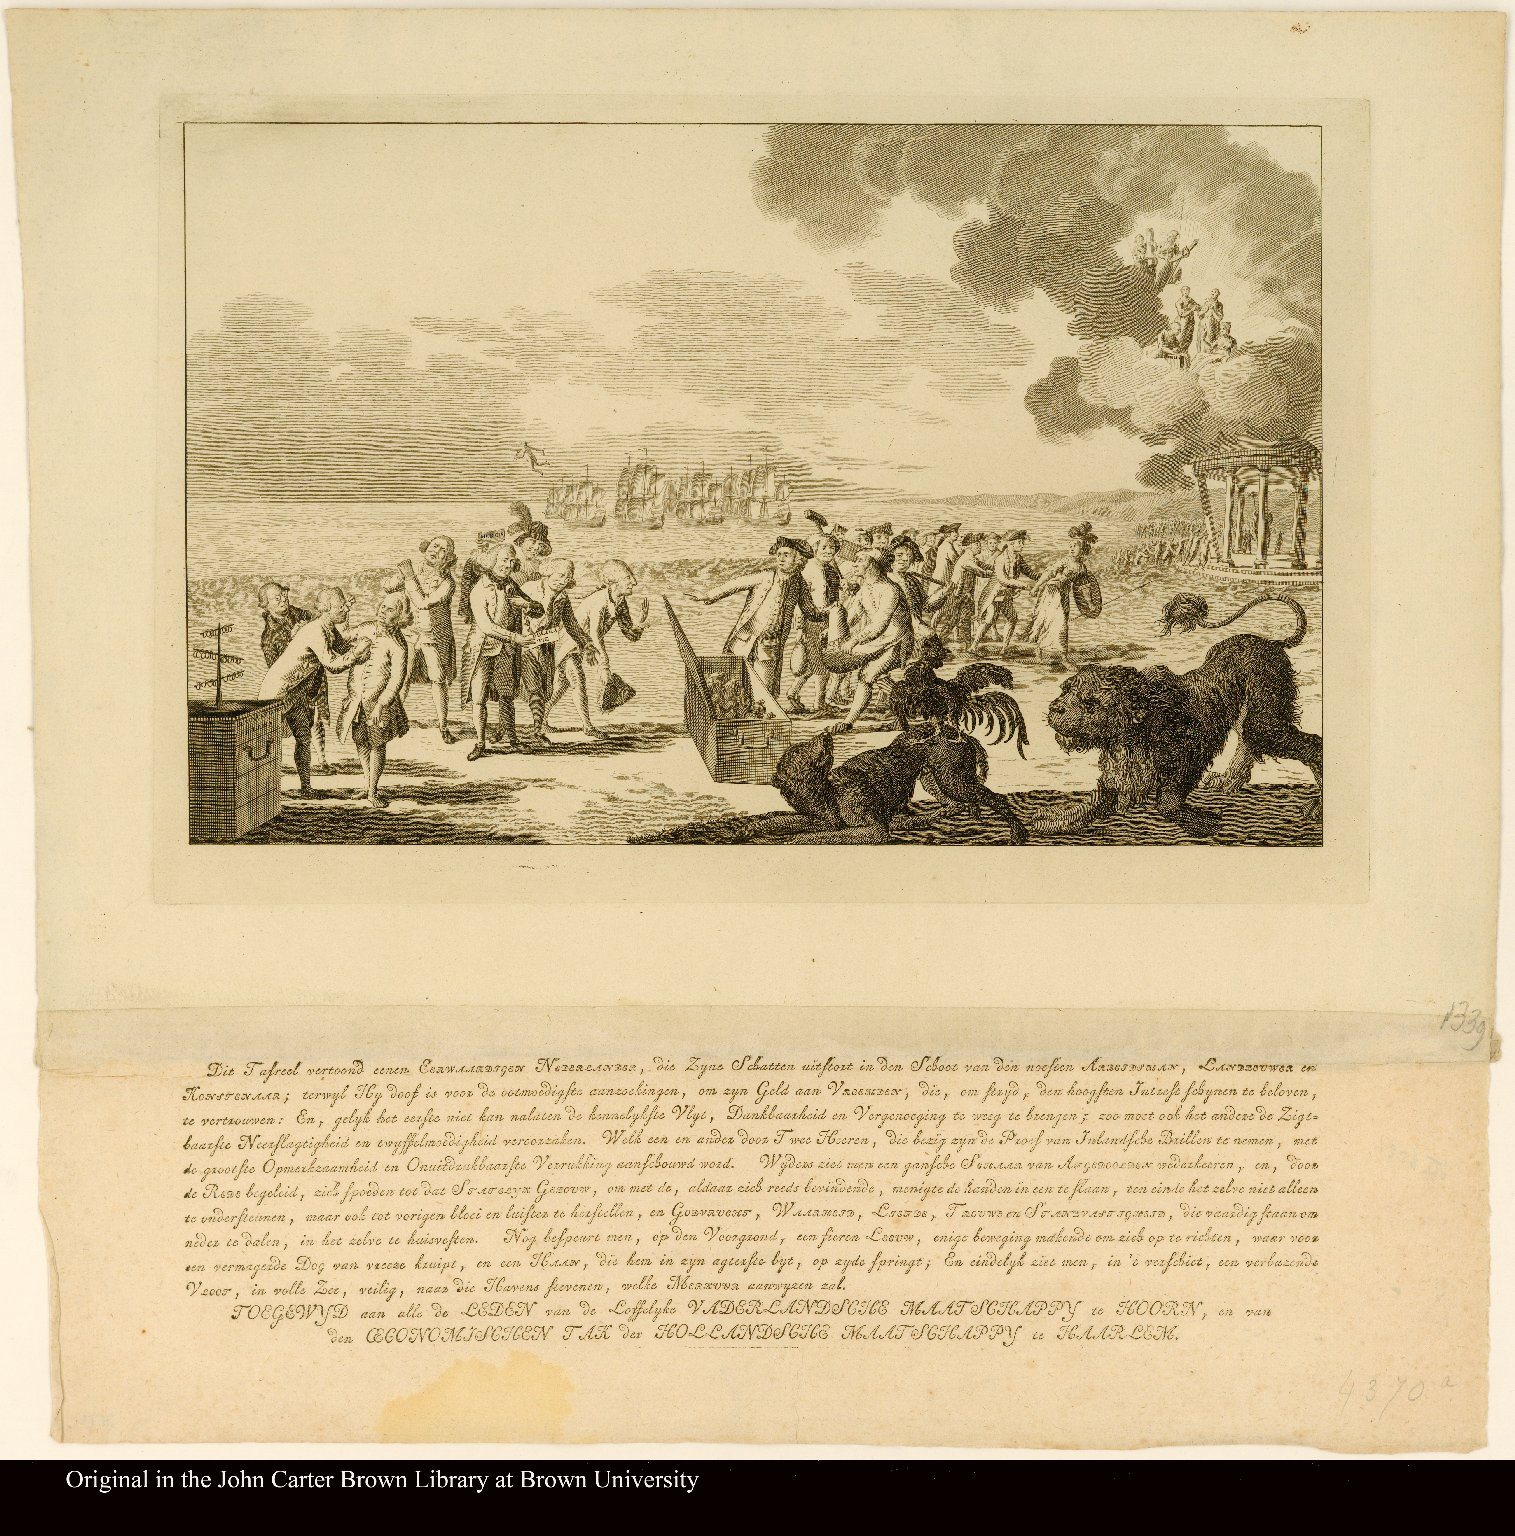 Dit Tafreel vertoond eenen EERWAARDIGEN NEDERLANDER, die Zyne Schatten uitstort in den Schoot van den noesten ARBEIDSMAN, LANDBOUWER en
KONSTENAAR; terwyl Hy doof is voor de ootmoedigste aanzoekingen, om zyn Geld aan VREEMDEN, die, om stryd, den hoogsten Intrest schynen te beloven,
te vertrouwen: En, gelyk het eerste niet kan nalaten de kennelykste Vlyt, Dankbaarheid en Vergenoeging te weeg te brengen; zoo moet ook het andere de Zigt=
baarste Neerslagtigheid en twyffelmoedigheid veroorzaken. Welk een en ander door Twee Heeren, die bezig zyn de Proef van Inlandsche Brillen te nemen, met
de grootste Opmerkzaamheid en Onuitdrukbaarste Verrukking aanschouwd word. Wyders ziet men een gansche SCHAAR van AFGEZOORDEN wederkeeren, en, door
de REDE begeleid, zich spoeden tot dat STATELYK GEBOUW, om met de, aldaar zich reeds bevindende, menigte de handen in een te slaan, ten einde het zelve niet alleen
te ondersteunen, maar ook tot vorigen bloei en luister te herstellen, en GODVRUCHT, WAARHEID, LIEFDE, TROUWE en STANDVASTIGHEID, die vaardig staan om
neder te dalen, in het zelve te huisvesten. Nog bespeurt men, op den Voorgrond, een fieren LEEUW, enige beweging makende om zich op te richten, waar voor
een vermagerde DOG van vreeze kruipt, en een HAAN, die hem in zyn agterste byt, op zyde springt; En eindelyk ziet men, in 't verschiet, een verbazende
VLOOT, in volle Zee, veilig, naar die Havens stevenen, welke MERKUUR aanwyzen zal.
TOEGEWYD aan alle de LEDEN van de Loffelyke VADERLANDSCHE MAATSCHAPPY te HOORN, en van
den ŒCONOMISCHEN TAK der HOLLANDSCHE MAATSCHAPPY te HAARLEM.
1339
4370 a
Original in the John Carter Brown Library at Brown University